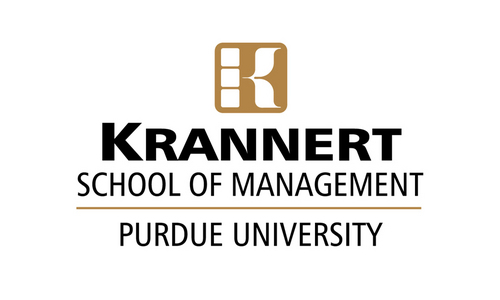 K
KRANNERT
SCHOOL OF MANAGEMENT
PURDUE UNIVERSITY